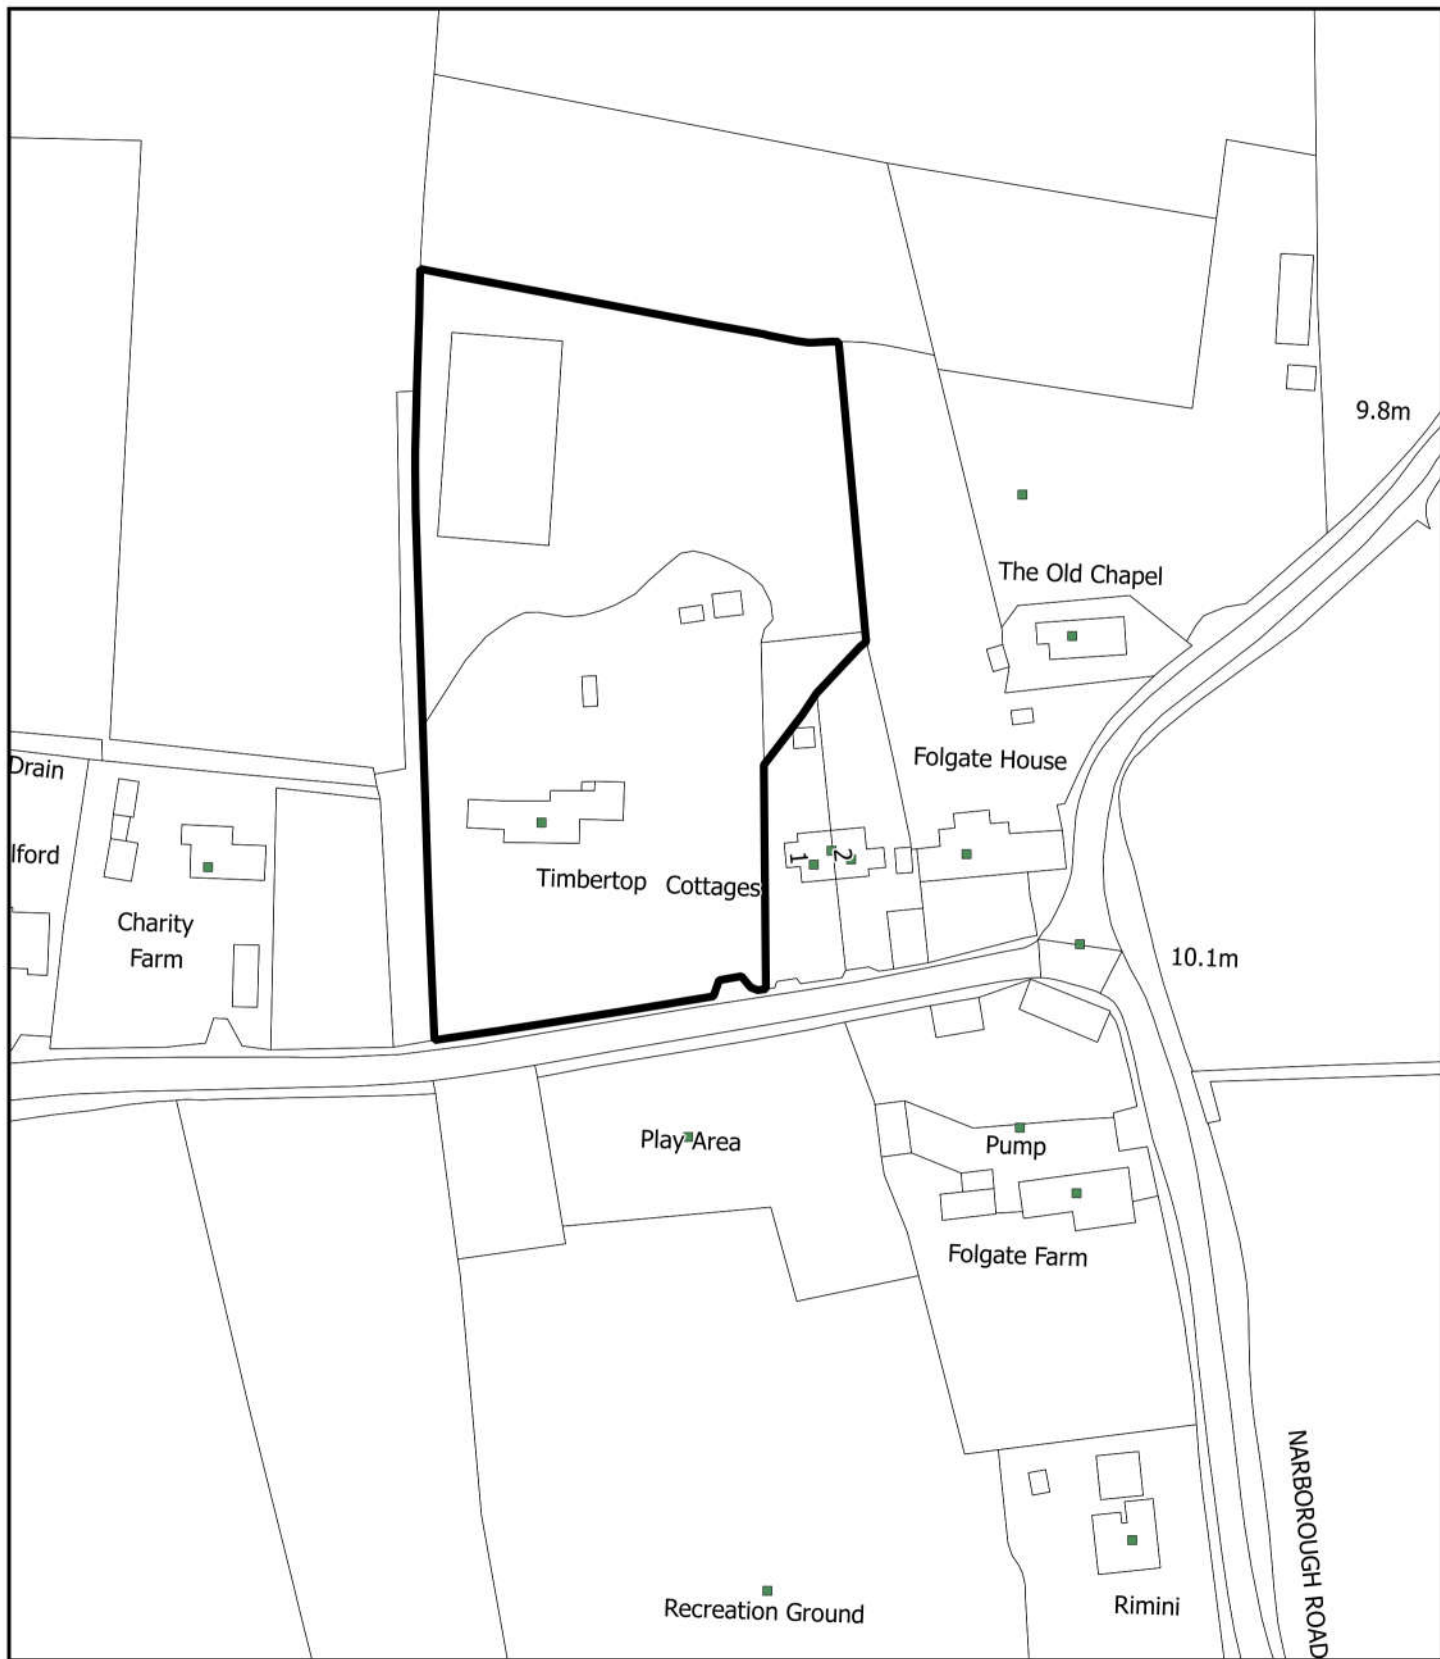 9.8m
The Old Chapel
Folgate House
Drain
lford
1
2
Timbertop
Cottages
Charity
Farm
10.1m
Play Area
Pump
Folgate Farm
NARBOROUGH ROAD
Recreation Ground
Rimini